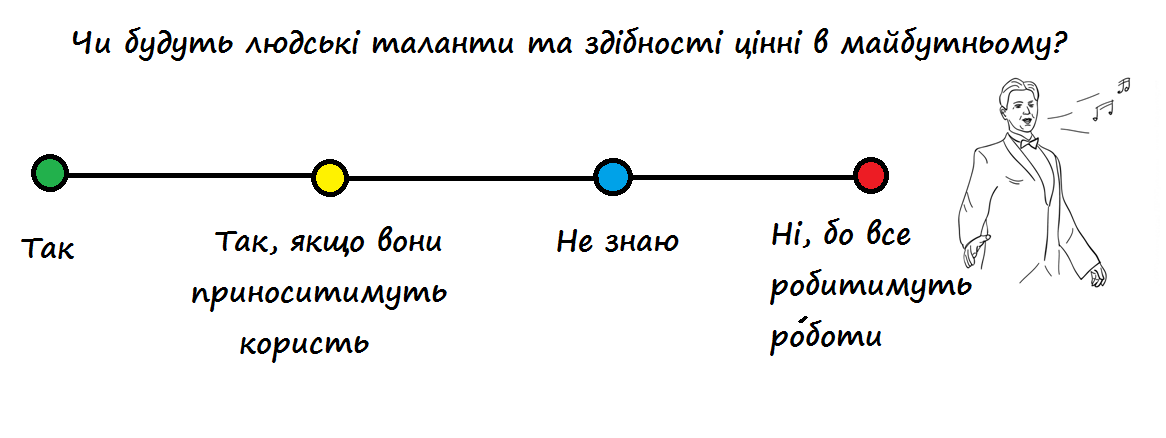 Чи будуть людські таланти та здібності цінні в майбутньому?
Так
Так, якщо вони
приноситимуть
користь
Не знаю
Ні, бо все
робитимуть
ро́боти